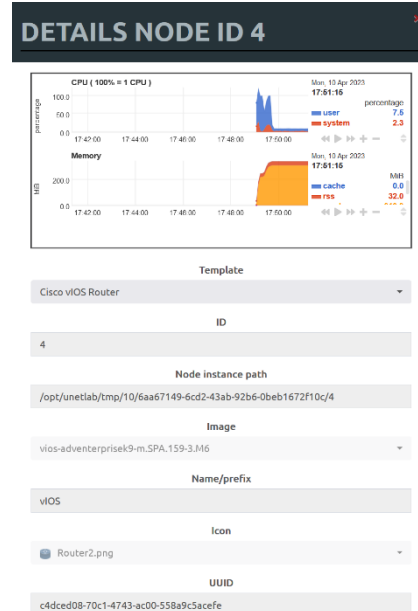 DETAILS NODE ID 4
CPU ( 100% = 1 CPU )
Mon, 10 Apr 2023
17:51:16
percentage
100.0
50.0
0.0
percentage
user 7.5
system 2.3
17:42:00 17:44:00 17:46:00 17:48:00 17:50:00
Memory
Mon, 10 Apr 2023
17:51:16
MiB
200.0
0.0
MiB
cache 0.0
rss 32.0
17:42:00 17:44:00 17:46:00 17:48:00 17:50:00
Template
Cisco vIOS Router
ID
4
Node instance path
/opt/unetlab/tmp/10/6aa67149-6cd2-43ab-92b6-0beb1672f10c/4
Image
vios-adventerprisek9-m.SPA.159-3.M6
Name/prefix
vIOS
Icon
Router2.png
UUID
c4dced08-70c1-4743-ac00-558a9c5acefe